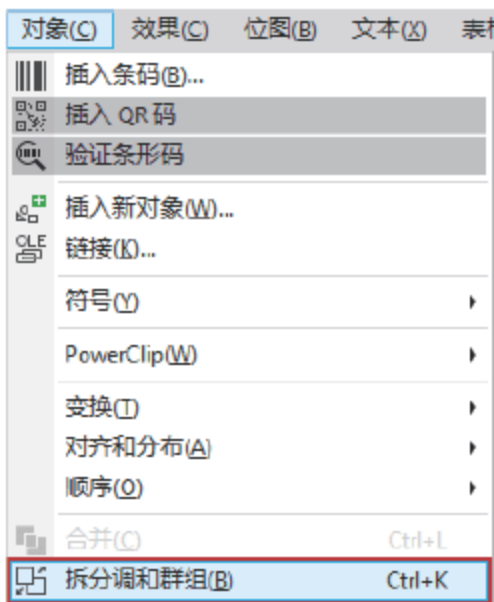 对象(C) 效果(C) 位图(B) 文本(X) 表
插入条码(B)...
插入 QR 码
验证条形码
插入新对象(W)...
OLE 链接(K)...
符号(Y)
PowerClip(W)
变换(T)
对齐和分布(A)
顺序(O)
合并(C) Ctrl+L
拆分调和群组(B) Ctrl+K